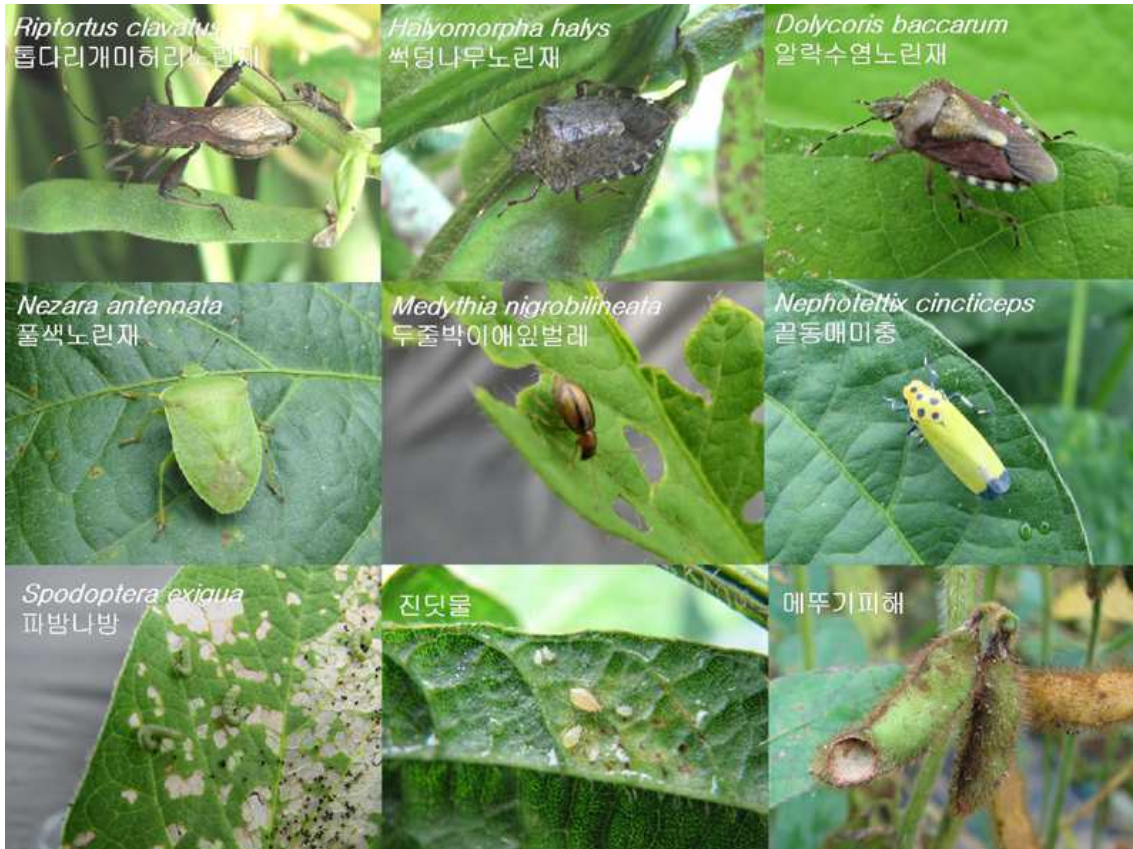 Riptortus clavatus
톱다리개미허리노린재
Halyomorpha halys
썩덩나무노린재
Dolycoris baccarum
알락수염노린재
Nezara antennata
풀색노린재
Medythia nigrobilineata
두줄박이애잎벌레
Nephotettix cincticeps
끝동매미충
Spodoptera exigua
파밤나방
진딧물
메뚜기피해